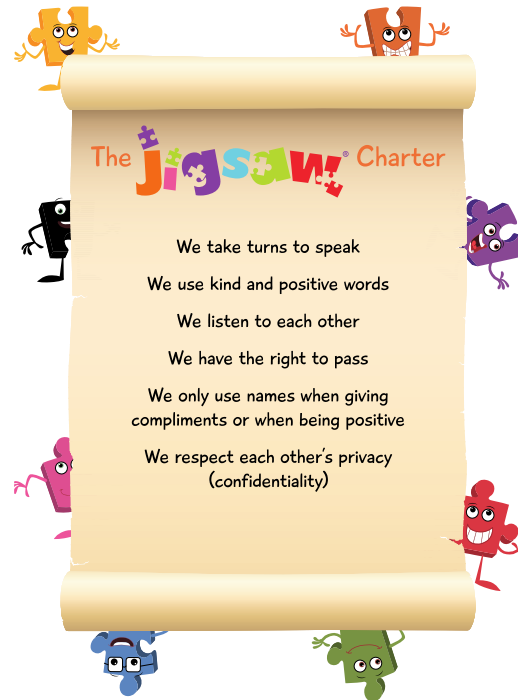 The Jigsaw® Charter
We take turns to speak
We use kind and positive words
We listen to each other
We have the right to pass
We only use names when giving
compliments or when being positive
We respect each other's privacy
(confidentiality)